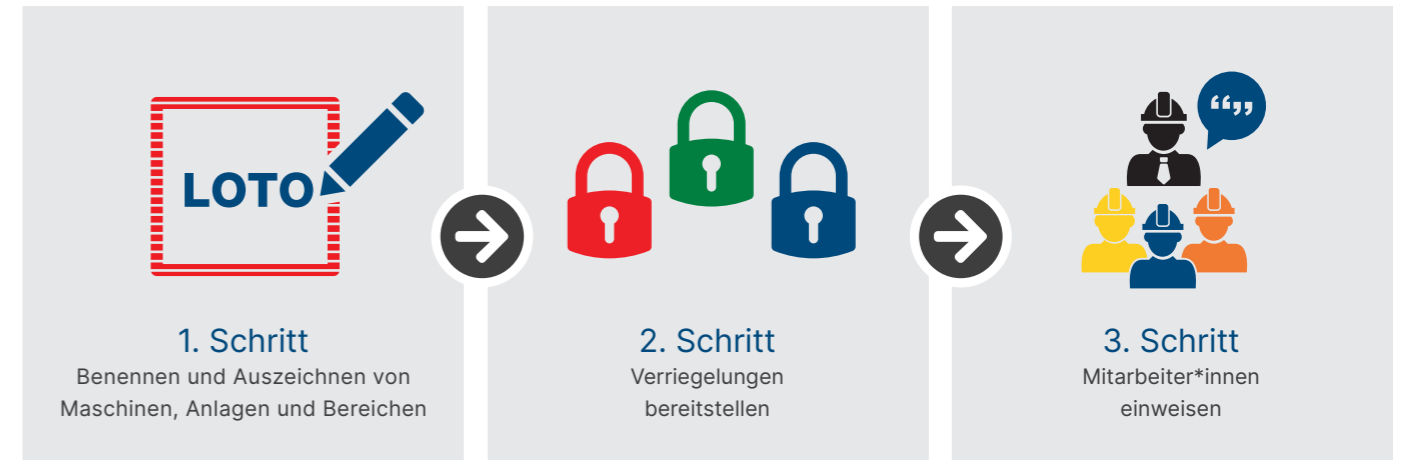 LOTO
“„
1. Schritt
Benennen und Auszeichnen von
Maschinen, Anlagen und Bereichen
2. Schritt
Verriegelungen
bereitstellen
3. Schritt
Mitarbeiter*innen
einweisen